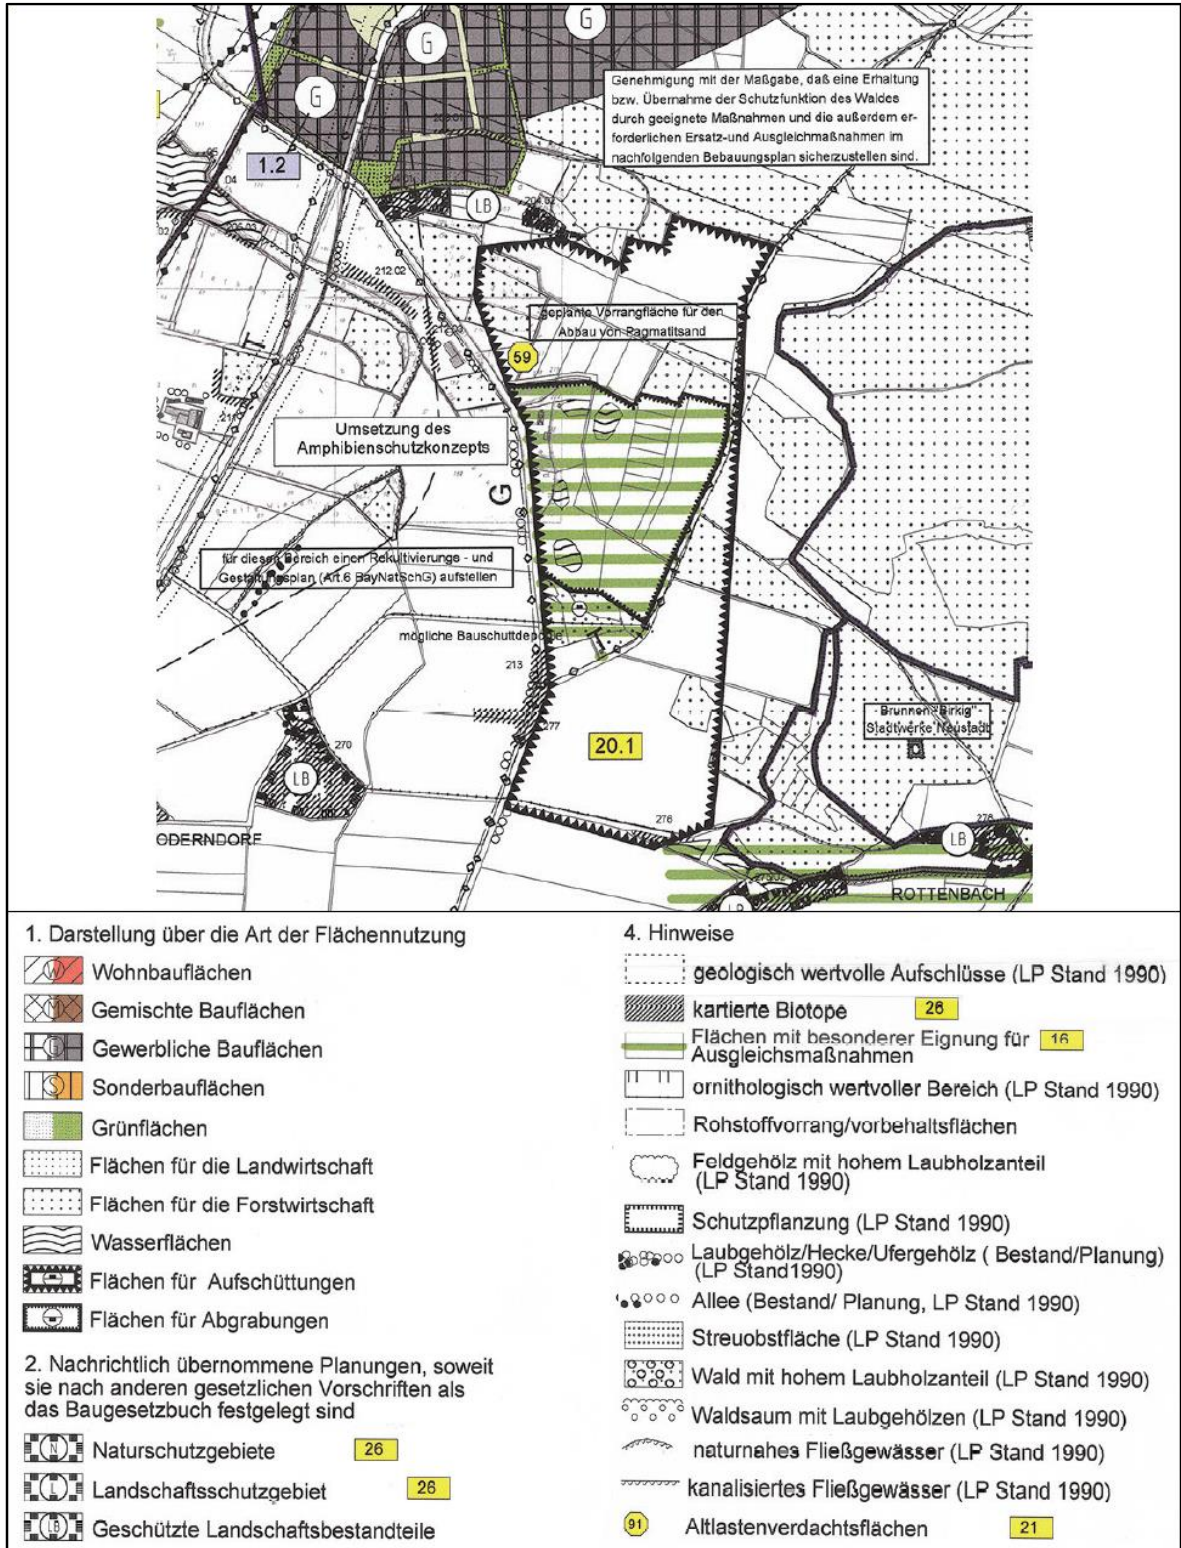 G
G
G
Genehmigung mit der Maßgabe, daß eine Erhaltung
bzw. Übernahme der Schutzfunktion des Waldes
durch geeignete Maßnahmen und die außerdem er-
forderlichen Ersatz-und Ausgleichmaßnahmen im
nachfolgenden Bebauungsplan sicherzustellen sind.
1.2
04
LB
212.02
geplante Vorrangfläche für den
Abbau von Pagmatitsand
59
Umsetzung des
Amphibienschutzkonzepts
G
für diesen Bereich einen Rekultivierungs - und
Gestaltungsplan (Art.6 BayNatSchG) aufstellen
mögliche Bauschuttdeponie
213
277
20.1
Brunnen "Birkig"
Stadtwerke Neustadt
270
LB
276
278
LB
ODERNDORF
ROTTENBACH
LB
1. Darstellung über die Art der Flächennutzung
W Wohnbauflächen
M Gemischte Bauflächen
G Gewerbliche Bauflächen
S Sonderbauflächen
Grünflächen
Flächen für die Landwirtschaft
Flächen für die Forstwirtschaft
Wasserflächen
Flächen für Aufschüttungen
Flächen für Abgrabungen
2. Nachrichtlich übernommene Planungen, soweit
sie nach anderen gesetzlichen Vorschriften als
das Baugesetzbuch festgelegt sind
N Naturschutzgebiete 26
L Landschaftsschutzgebiet 26
LB Geschützte Landschaftsbestandteile
4. Hinweise
geologisch wertvolle Aufschlüsse (LP Stand 1990)
kartierte Biotope 26
Flächen mit besonderer Eignung für 16
Ausgleichsmaßnahmen
ornithologisch wertvoller Bereich (LP Stand 1990)
Rohstoffvorrang/vorbehaltsflächen
Feldgehölz mit hohem Laubholzanteil
(LP Stand 1990)
Schutzpflanzung (LP Stand 1990)
Laubgehölz/Hecke/Ufergehölz ( Bestand/Planung)
(LP Stand1990)
Allee (Bestand/ Planung, LP Stand 1990)
Streuobstfläche (LP Stand 1990)
Wald mit hohem Laubholzanteil (LP Stand 1990)
Waldsaum mit Laubgehölzen (LP Stand 1990)
naturnahes Fließgewässer (LP Stand 1990)
kanalisiertes Fließgewässer (LP Stand 1990)
91 Altlastenverdachtsflächen 21